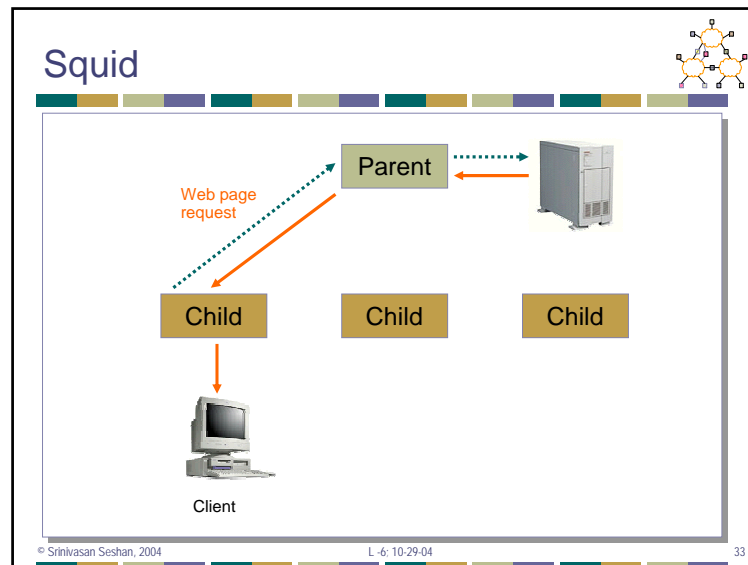 Squid
Parent
Web page
request
Child
Child
Child
Client
© Srinivasan Seshan, 2004
L -6; 10-29-04
33